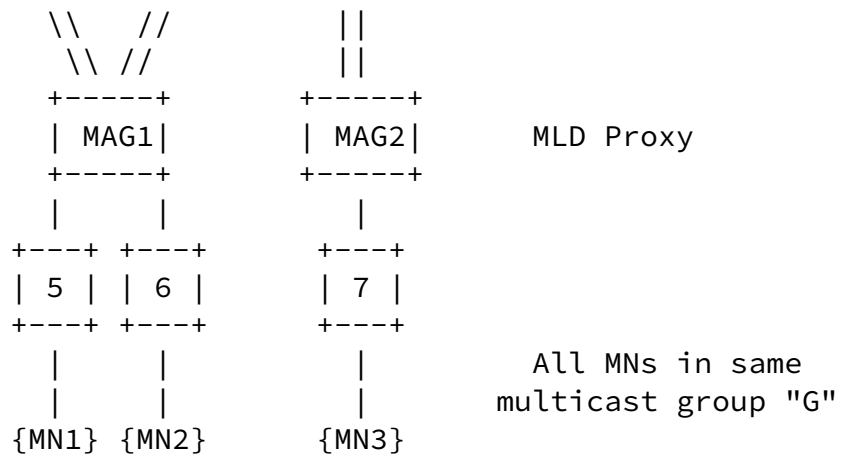 MAG1 MAG2 MLD Proxy
5 6 7
All MNs in same
multicast group "G"
{MN1} {MN2} {MN3}